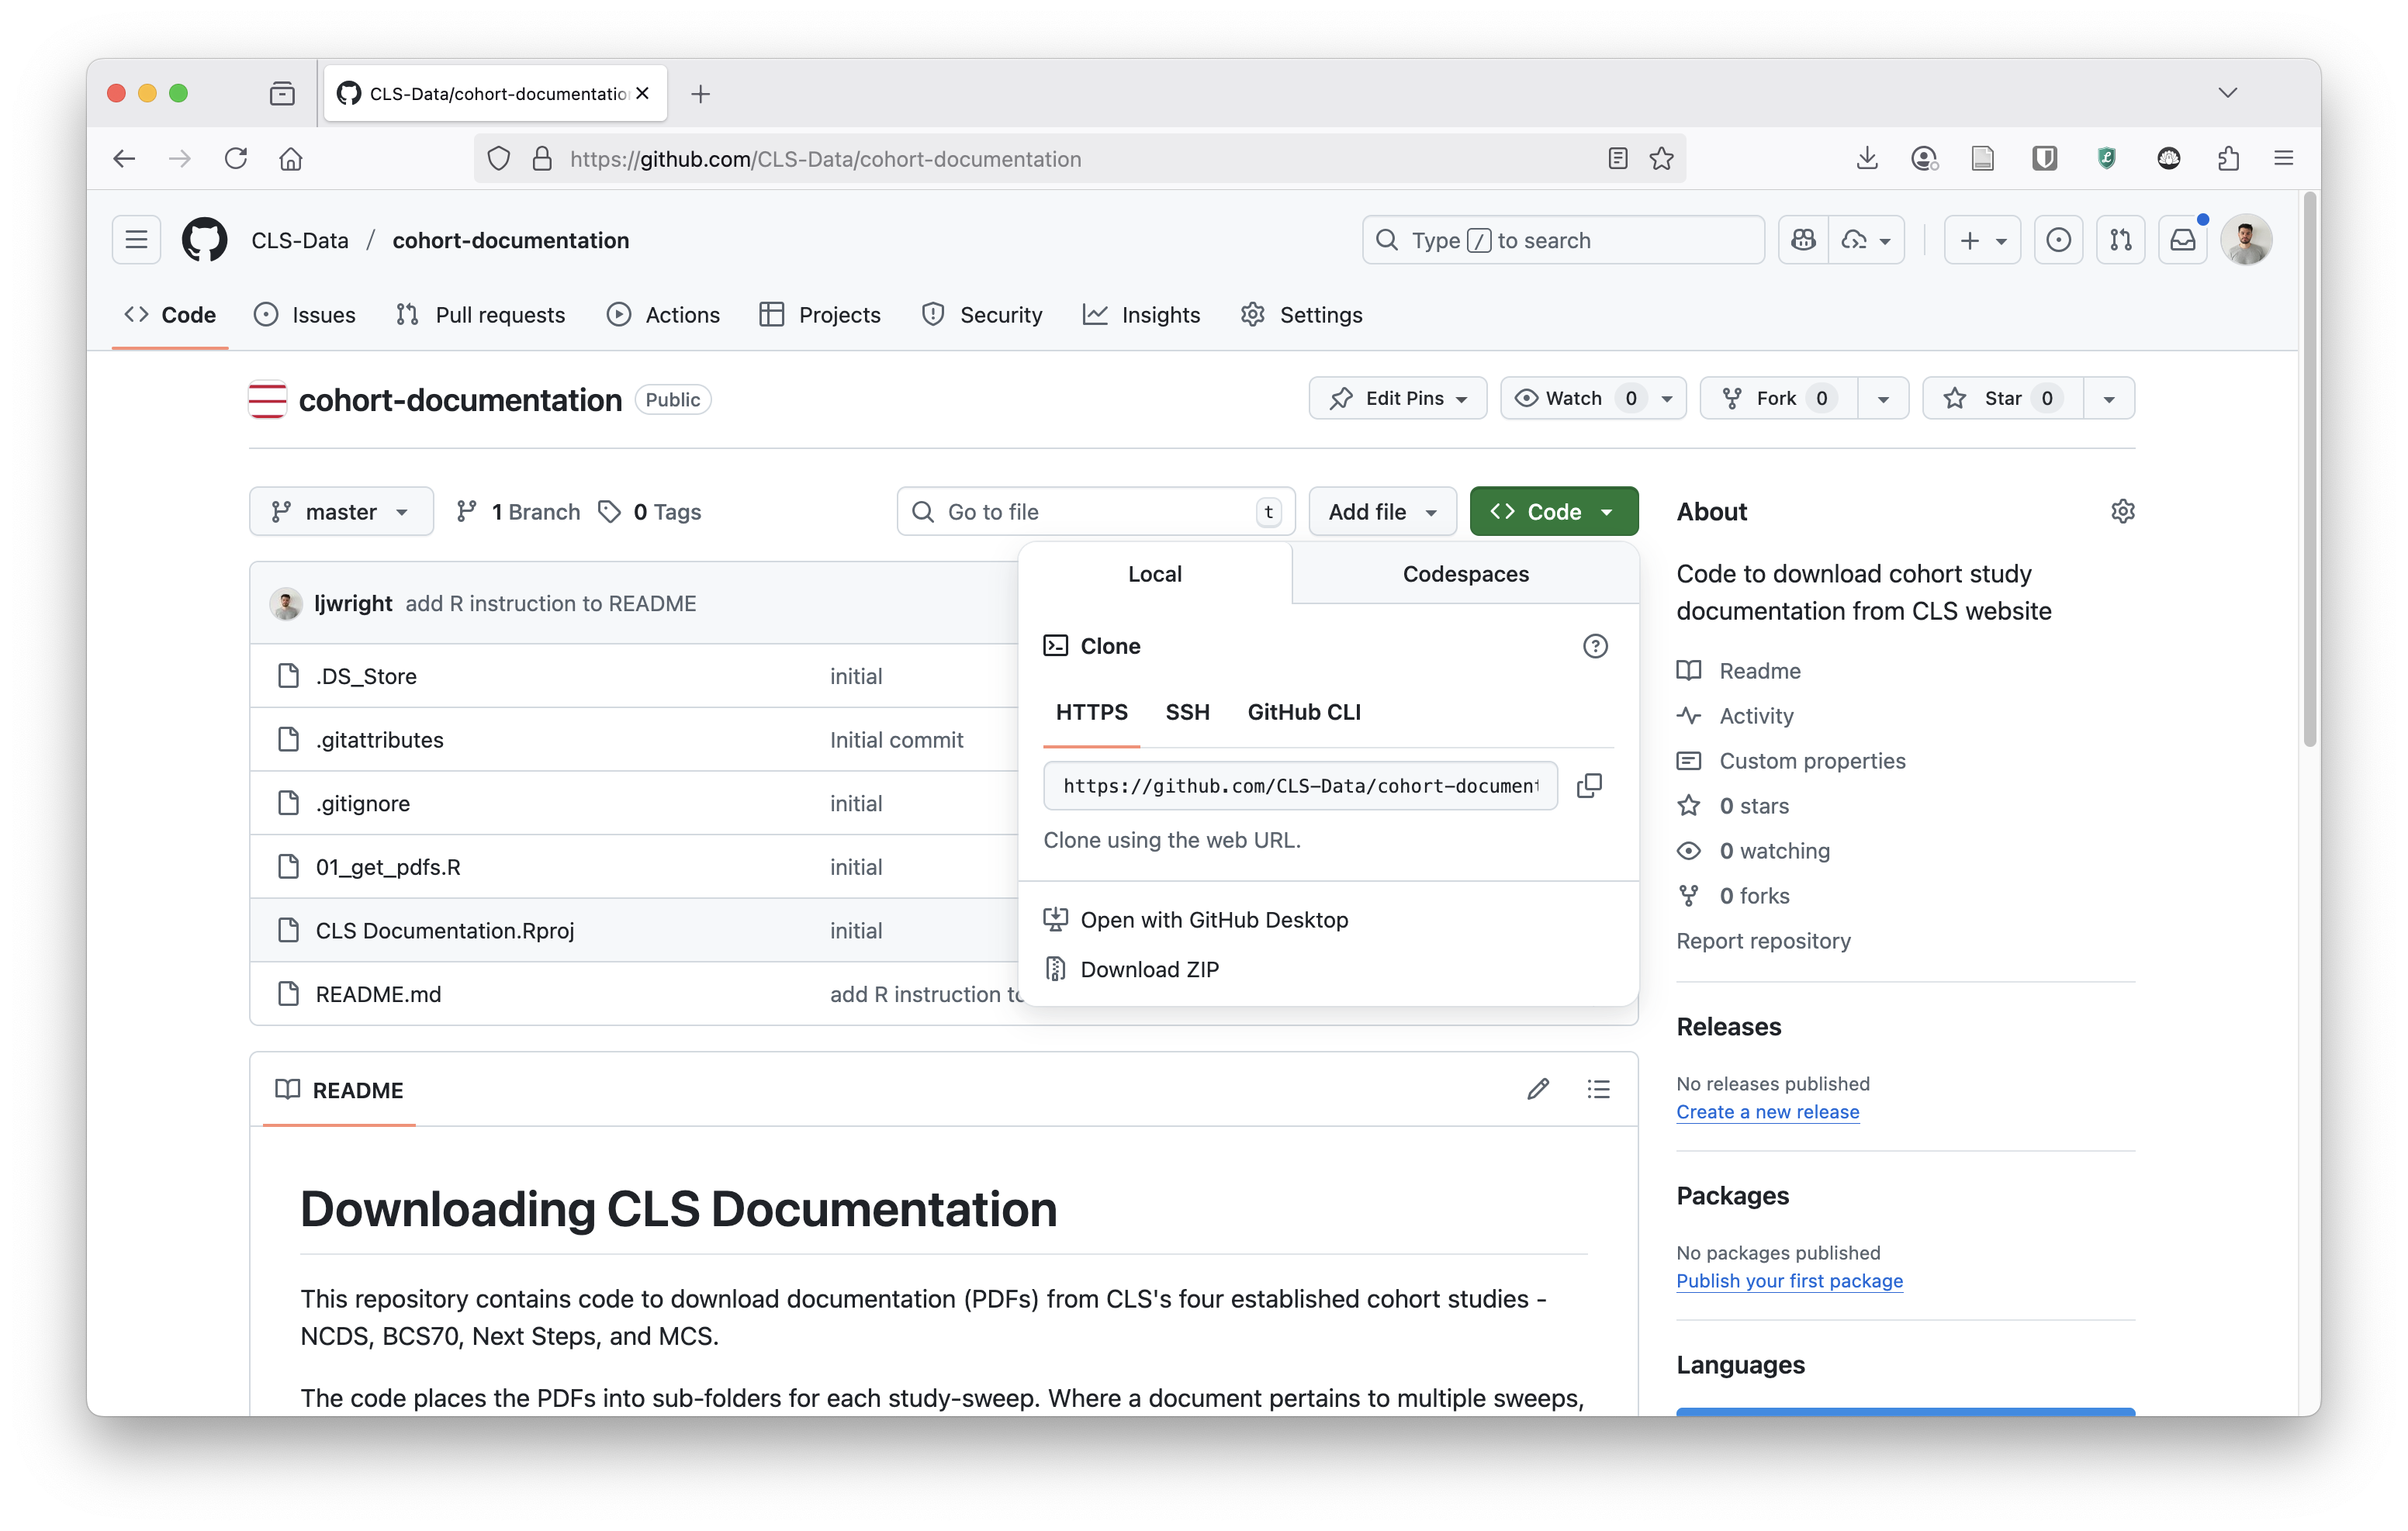 CLS-Data/cohort-documentatio
https://github.com/CLS-Data/cohort-documentation
CLS-Data / cohort-documentation
Type / to search
Code Issues Pull requests Actions Projects Security Insights Settings
cohort-documentation Public
Edit Pins Watch 0 Fork 0 Star 0
master 1 Branch 0 Tags Go to file t Add file Code
Local Codespaces
Clone
HTTPS SSH GitHub CLI
https://github.com/CLS-Data/cohort-document
Clone using the web URL.
Open with GitHub Desktop
Download ZIP
ljwright add R instruction to README
.DS_Store initial
.gitattributes Initial commit
.gitignore initial
01_get_pdfs.R initial
CLS Documentation.Rproj initial
README.md add R instruction to
README
Downloading CLS Documentation
This repository contains code to download documentation (PDFs) from CLS's four established cohort studies -
NCDS, BCS70, Next Steps, and MCS.
The code places the PDFs into sub-folders for each study-sweep. Where a document pertains to multiple sweeps,
About
Code to download cohort study
documentation from CLS website
Readme
Activity
Custom properties
0 stars
0 watching
0 forks
Report repository
Releases
No releases published
Create a new release
Packages
No packages published
Publish your first package
Languages